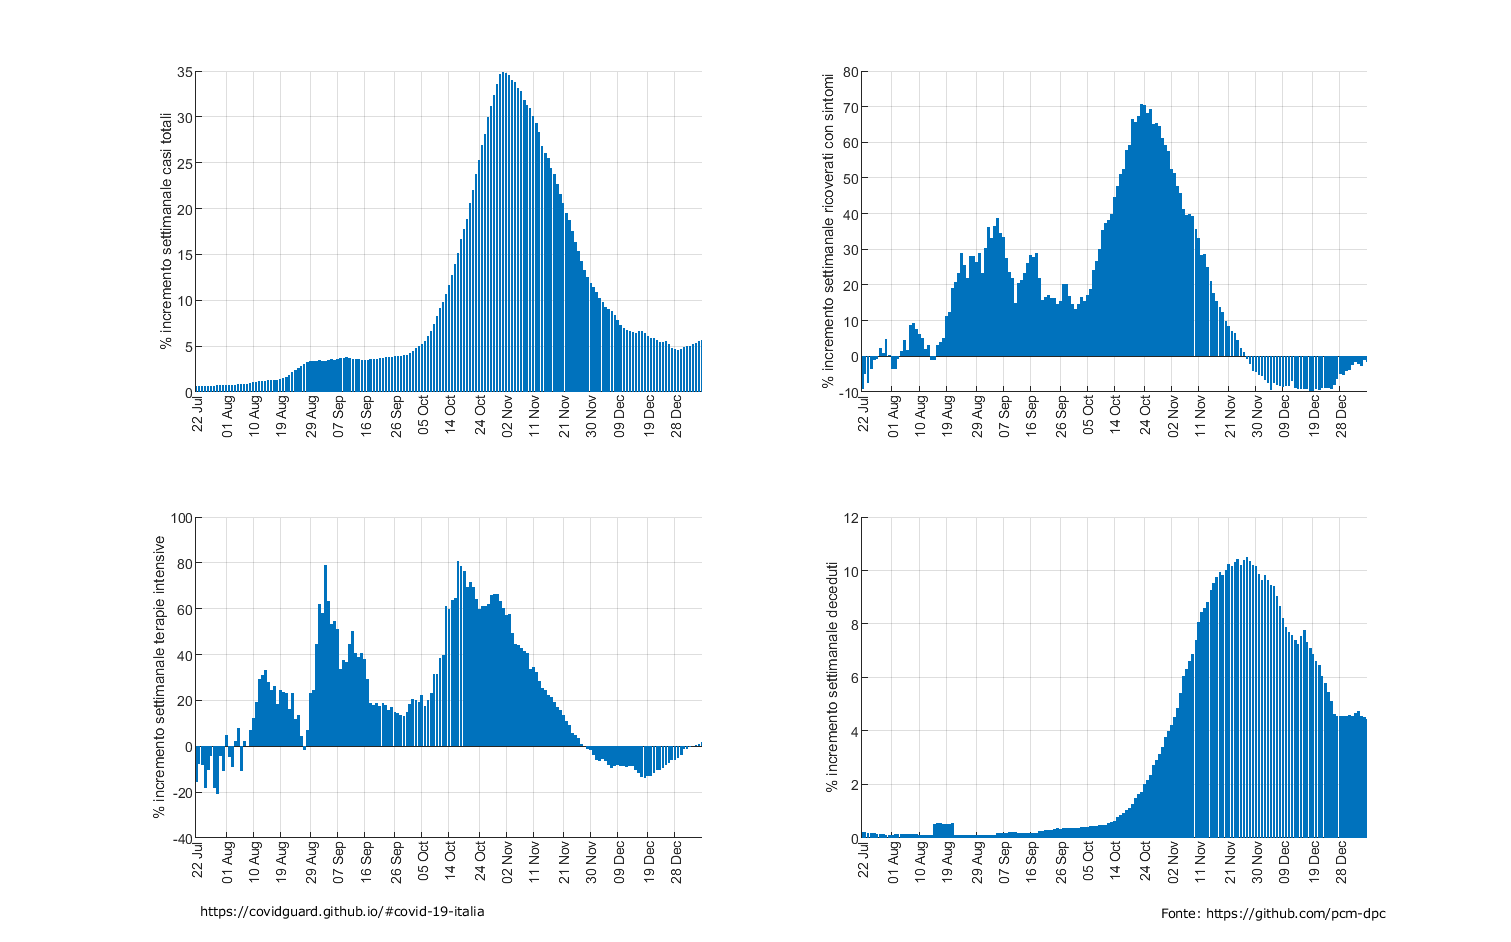 % incremento settimanale casi totali
35
30
25
20
15
10
5
0
22 Jul
01 Aug
10 Aug
19 Aug
29 Aug
07 Sep
16 Sep
26 Sep
05 Oct
14 Oct
24 Oct
02 Nov
11 Nov
21 Nov
30 Nov
09 Dec
19 Dec
28 Dec
% incremento settimanale ricoverati con sintomi
80
70
60
50
40
30
20
10
0
-10
22 Jul
01 Aug
10 Aug
19 Aug
29 Aug
07 Sep
16 Sep
26 Sep
05 Oct
14 Oct
24 Oct
02 Nov
11 Nov
21 Nov
30 Nov
09 Dec
19 Dec
28 Dec
% incremento settimanale terapie intensive
100
80
60
40
20
0
-20
-40
22 Jul
01 Aug
10 Aug
19 Aug
29 Aug
07 Sep
16 Sep
26 Sep
05 Oct
14 Oct
24 Oct
02 Nov
11 Nov
21 Nov
30 Nov
09 Dec
19 Dec
28 Dec
% incremento settimanale deceduti
12
10
8
6
4
2
0
22 Jul
01 Aug
10 Aug
19 Aug
29 Aug
07 Sep
16 Sep
26 Sep
05 Oct
14 Oct
24 Oct
02 Nov
11 Nov
21 Nov
30 Nov
09 Dec
19 Dec
28 Dec
https://covidguard.github.io/#covid-19-italia
Fonte: https://github.com/pcm-dpc